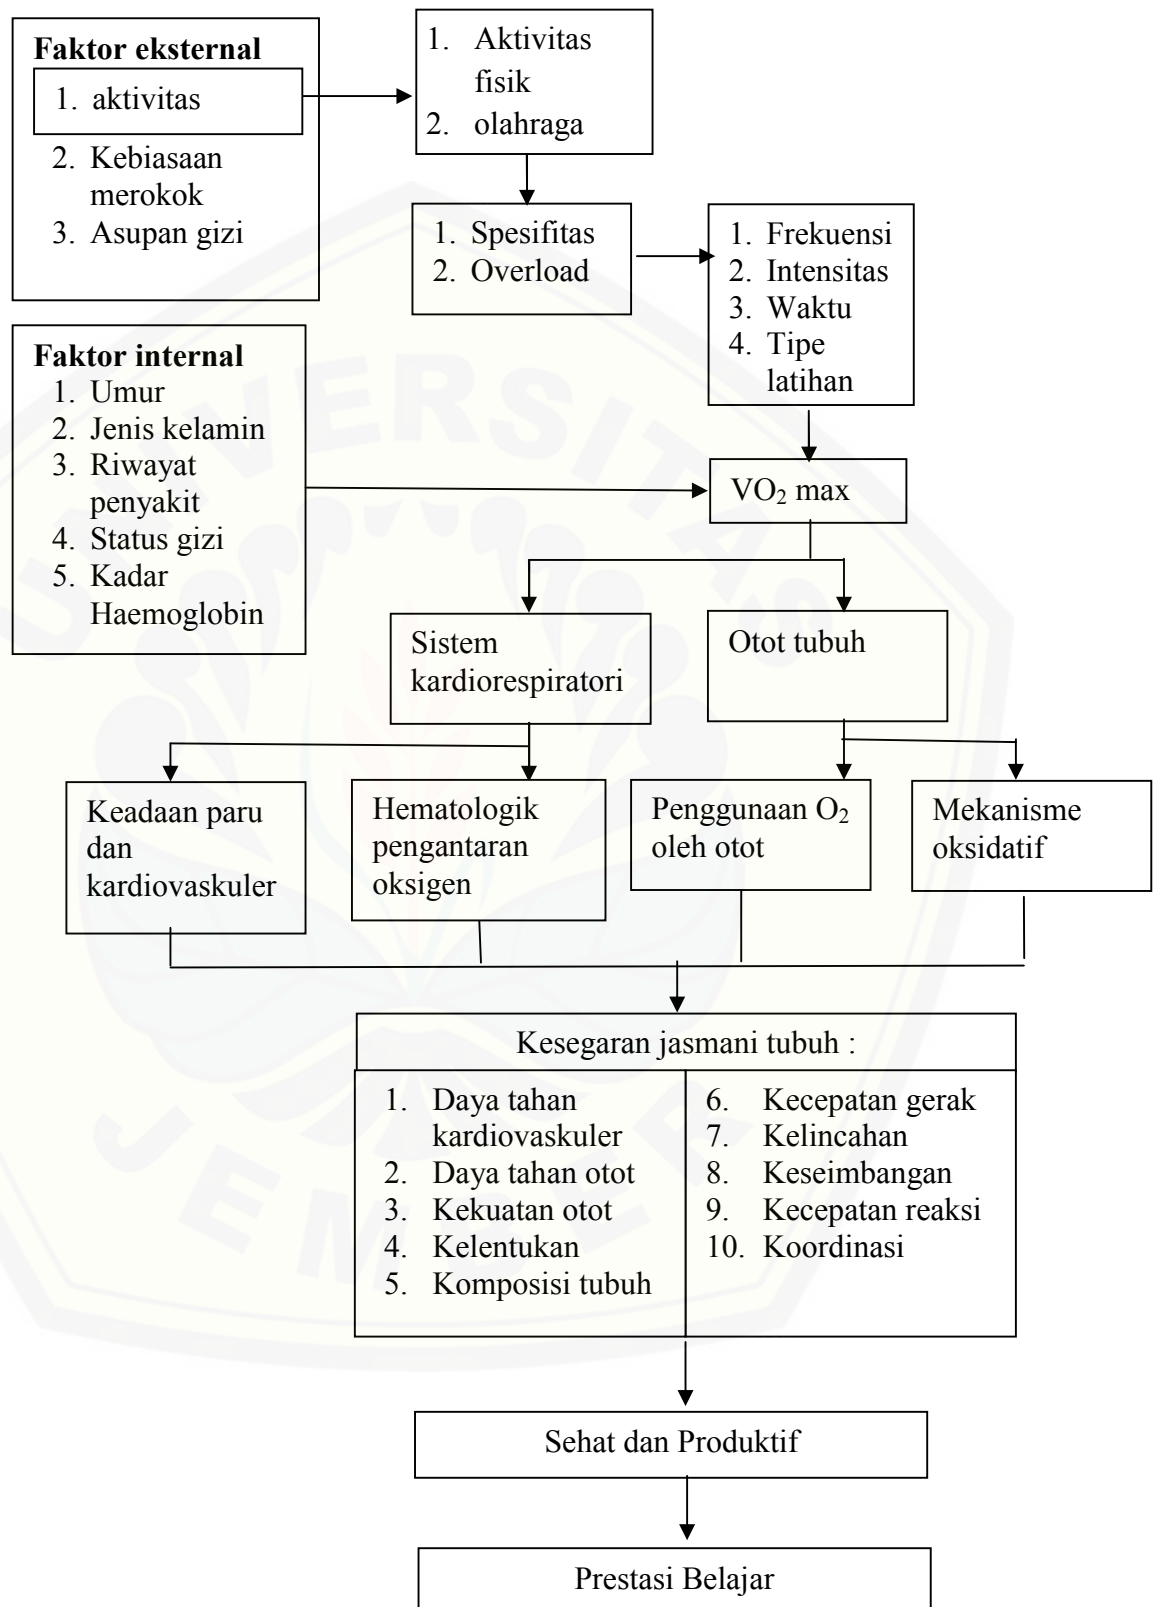 Faktor eksternal
1. aktivitas
2. Kebiasaan
merokok
3. Asupan gizi
1. Aktivitas
fisik
2. olahraga
1. Spesifitas
2. Overload
1. Frekuensi
2. Intensitas
3. Waktu
4. Tipe
latihan
Faktor internal
1. Umur
2. Jenis kelamin
3. Riwayat
penyakit
4. Status gizi
5. Kadar
Haemoglobin
VO₂ max
Sistem
kardiorespiratori
Otot tubuh
Keadaan paru
dan
kardiovaskuler
Hematologik
pengantaran
oksigen
Penggunaan O₂
oleh otot
Mekanisme
oksidatif
Kesegaran jasmani tubuh :
1. Daya tahan
kardiovaskuler
2. Daya tahan otot
3. Kekuatan otot
4. Kelentukan
5. Komposisi tubuh
6. Kecepatan gerak
7. Kelincahan
8. Keseimbangan
9. Kecepatan reaksi
10. Koordinasi
Sehat dan Produktif
Prestasi Belajar
UNIVERSITAS
JEMBER